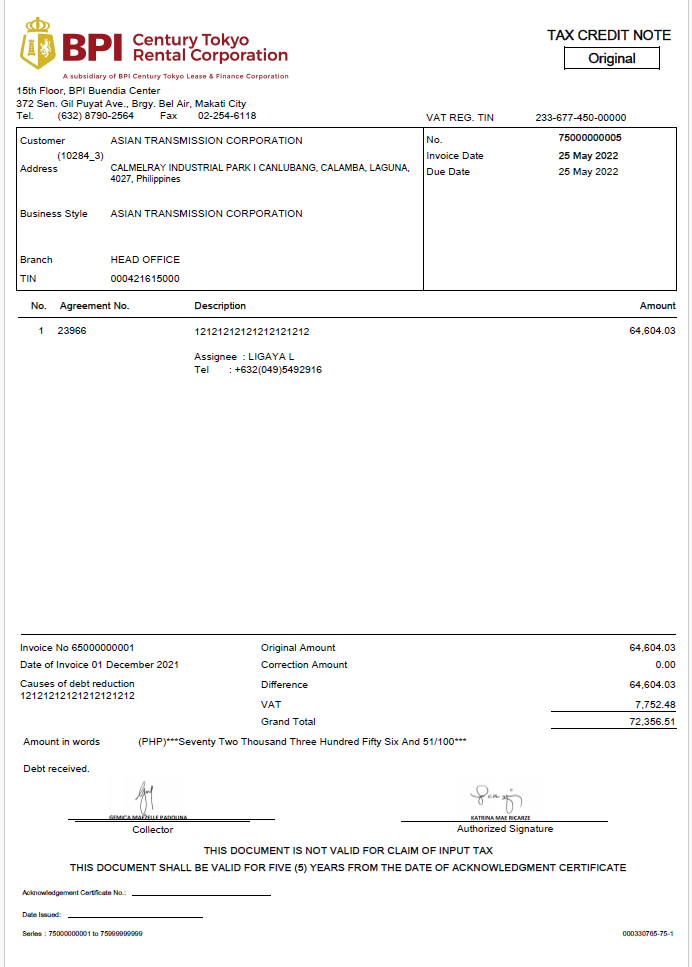 BPI Century Tokyo
Rental Corporation
A subsidiary of BPI Century Tokyo Lease & Finance Corporation
TAX CREDIT NOTE
Original
15th Floor, BPI Buendia Center
372 Sen. Gil Puyat Ave., Brgy. Bel Air, Makati City
Tel. (632) 8790-2564 Fax 02-254-6118
VAT REG. TIN 233-677-450-00000
Customer ASIAN TRANSMISSION CORPORATION
(10284_3)
Address CALMELRAY INDUSTRIAL PARK I CANLUBANG, CALAMBA, LAGUNA,
4027, Philippines
Business Style ASIAN TRANSMISSION CORPORATION
Branch HEAD OFFICE
TIN 000421615000
No. 75000000005
Invoice Date 25 May 2022
Due Date 25 May 2022
No. Agreement No. Description Amount
1 23966 12121212121212121212 64,604.03
Assignee : LIGAYA L
Tel : +632(049)5492916
Invoice No 65000000001 Original Amount 64,604.03
Date of Invoice 01 December 2021 Correction Amount 0.00
Causes of debt reduction Difference 64,604.03
12121212121212121212
VAT 7,752.48
Grand Total 72,356.51
Amount in words (PHP)***Seventy Two Thousand Three Hundred Fifty Six And 51/100***
Debt received.
GEMICA MAEZELLE PADOLINA
Collector
KATRINA MAE RICARZE
Authorized Signature
THIS DOCUMENT IS NOT VALID FOR CLAIM OF INPUT TAX
THIS DOCUMENT SHALL BE VALID FOR FIVE (5) YEARS FROM THE DATE OF ACKNOWLEDGMENT CERTIFICATE
Acknowledgement Certificate No.:
Date Issued:
Series : 75000000001 to 75999999999
000330765-75-1